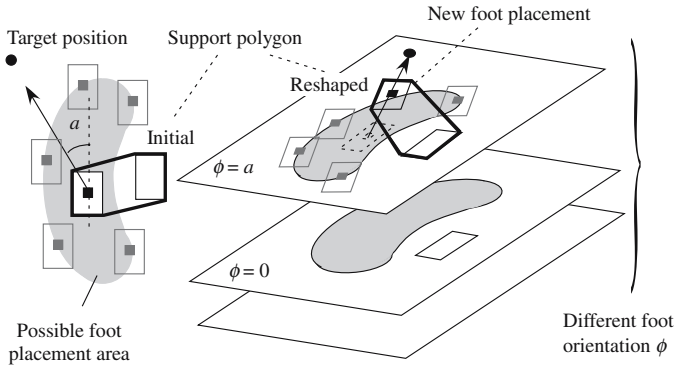 New foot placement
Target position
Support polygon
Reshaped
a
Initial
ϕ = a
ϕ = 0
Possible foot
placement area
Different foot
orientation ϕ